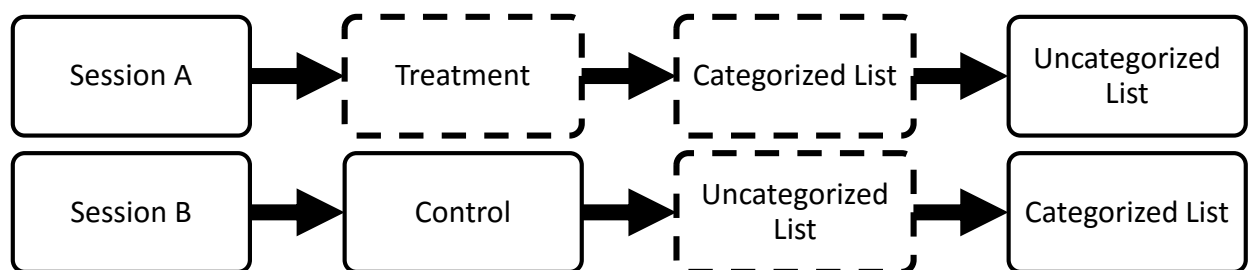 Session A
Treatment
Categorized List
Uncategorized
List
Session B
Control
Uncategorized
List
Categorized List